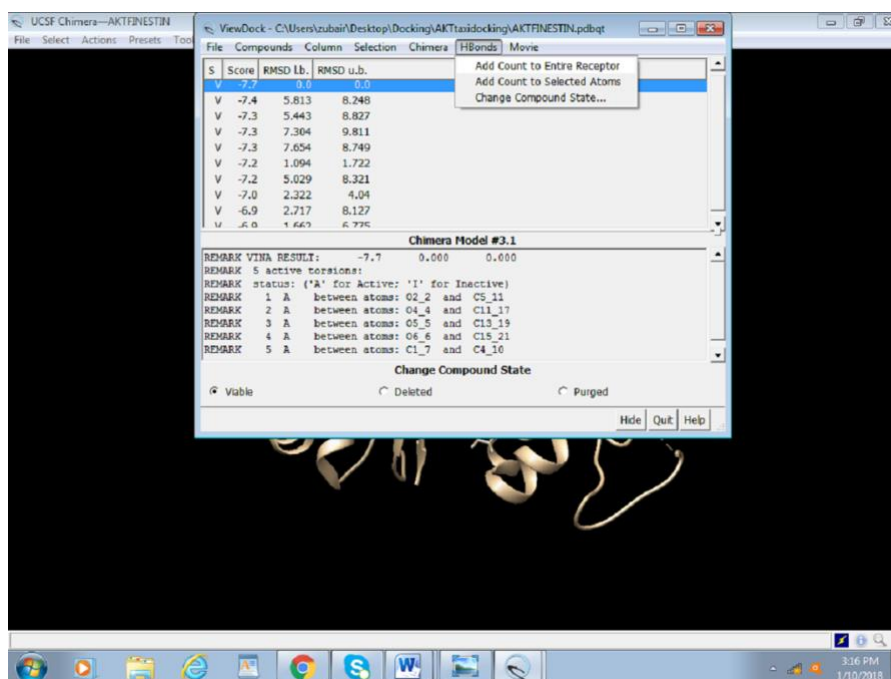 UCSF Chimera—AKTFINESTIN
File Select Actions Presets Tool
ViewDock - C:\Users\zubair\Desktop\Docking\AKTtaxidocking\AKTFINESTIN.pdbqt
File Compounds Column Selection Chimera HBonds Movie
Add Count to Entire Receptor
Add Count to Selected Atoms
Change Compound State...
S Score RMSD l.b. RMSD u.b.
V -7.7 0.0 0.0
V -7.4 5.813 8.248
V -7.3 5.443 8.827
V -7.3 7.304 9.811
V -7.3 7.654 8.749
V -7.2 1.094 1.722
V -7.2 5.029 8.321
V -7.0 2.322 4.04
V -6.9 2.717 8.127
V -6.9 1.662 6.775
Chimera Model #3.1
REMARK VINA RESULT: -7.7 0.000 0.000
REMARK 5 active torsions:
REMARK status: ('A' for Active; 'I' for Inactive)
REMARK 1 A between atoms: O2_2 and C5_11
REMARK 2 A between atoms: O4_4 and C11_17
REMARK 3 A between atoms: O5_5 and C13_19
REMARK 4 A between atoms: O6_6 and C15_21
REMARK 5 A between atoms: C1_7 and C4_10
Change Compound State
Viable Deleted Purged
Hide Quit Help
3:16 PM
1/10/2018